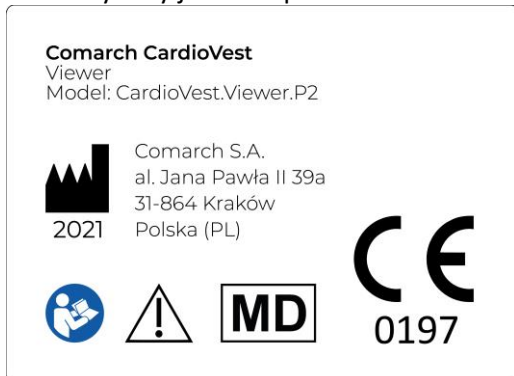 Comarch CardioVest
Viewer
Model: CardioVest.Viewer.P2
Comarch S.A.
al. Jana Pawła II 39a
31-864 Kraków
Polska (PL)
2021
MD
CE
0197